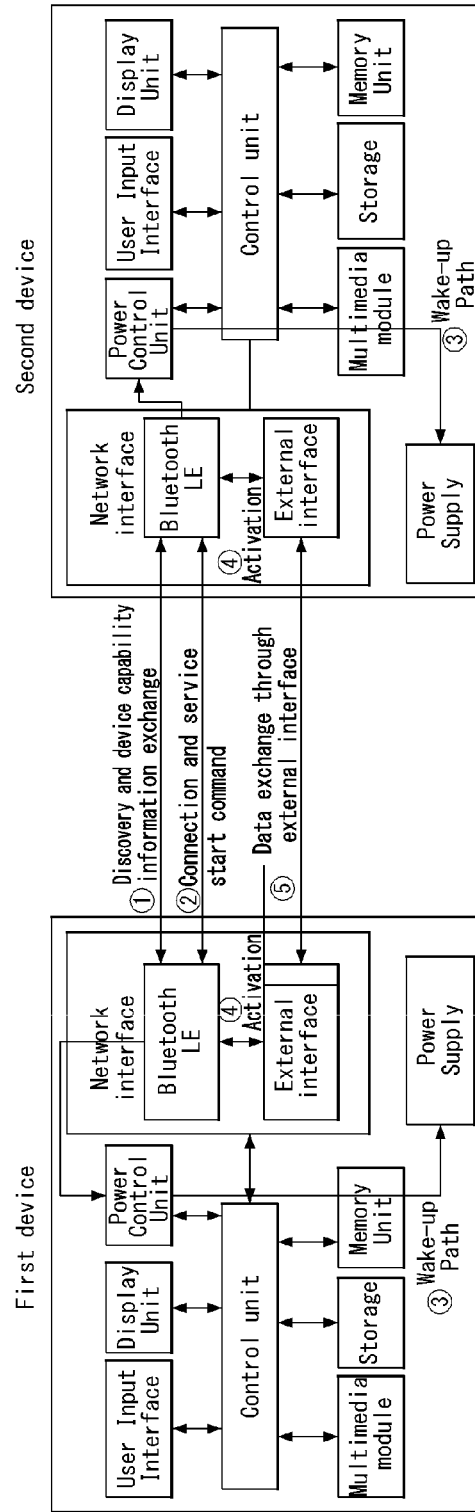 First device
User Input
Interface
Display
Unit
Power
Control
Unit
Control unit
Multimedia
module
Storage
Memory Unit
③ Wake-up
Path
Network
interface
Bluetooth
LE
④
Activation
External
interface
Power
Supply
Discovery and device capability
① information exchange
②Connection and service
start command
Data exchange through
⑤ external interface
Second device
Network
interface
Bluetooth
LE
④
Activation
External
interface
Power
Supply
Power
Control
Unit
User Input
Interface
Display
Unit
Control unit
Multimedia
module
Storage
Memory Unit
③ Wake-up
Path